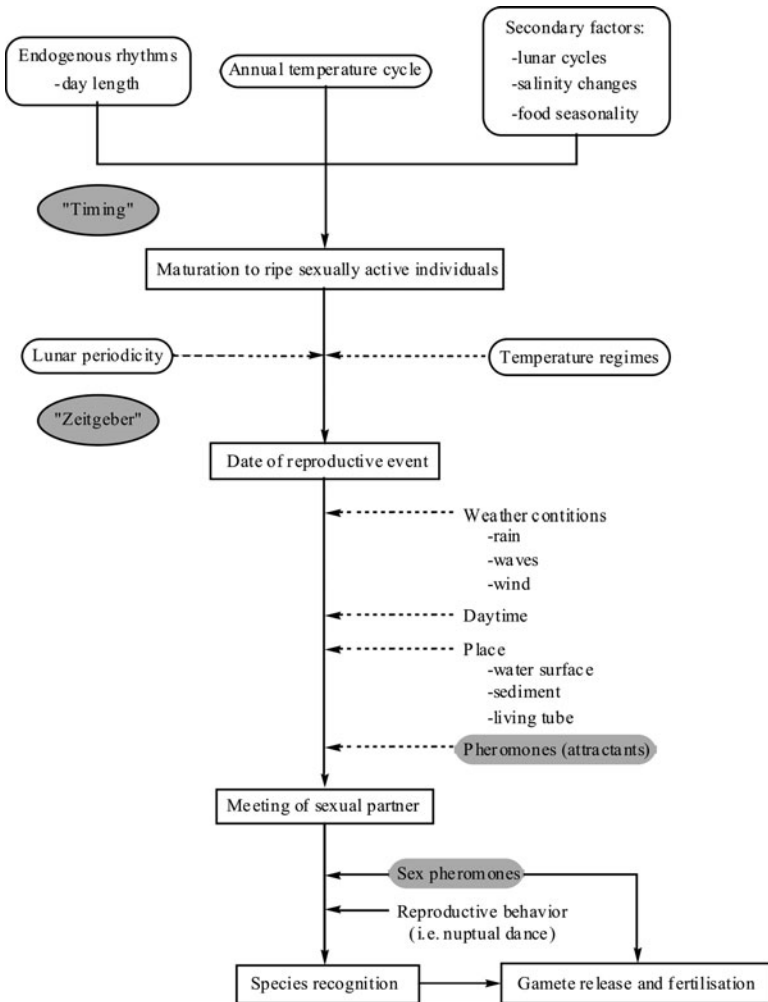 Endogenous rhythms
-day length
Annual temperature cycle
Secondary factors:
-lunar cycles
-salinity changes
-food seasonality
"Timing"
Maturation to ripe sexually active individuals
Lunar periodicity
Temperature regimes
"Zeitgeber"
Date of reproductive event
Weather contitions
-rain
-waves
-wind
Daytime
Place
-water surface
-sediment
-living tube
Pheromones (attractants)
Meeting of sexual partner
Sex pheromones
Reproductive behavior
(i.e. nuptual dance)
Species recognition
Gamete release and fertilisation